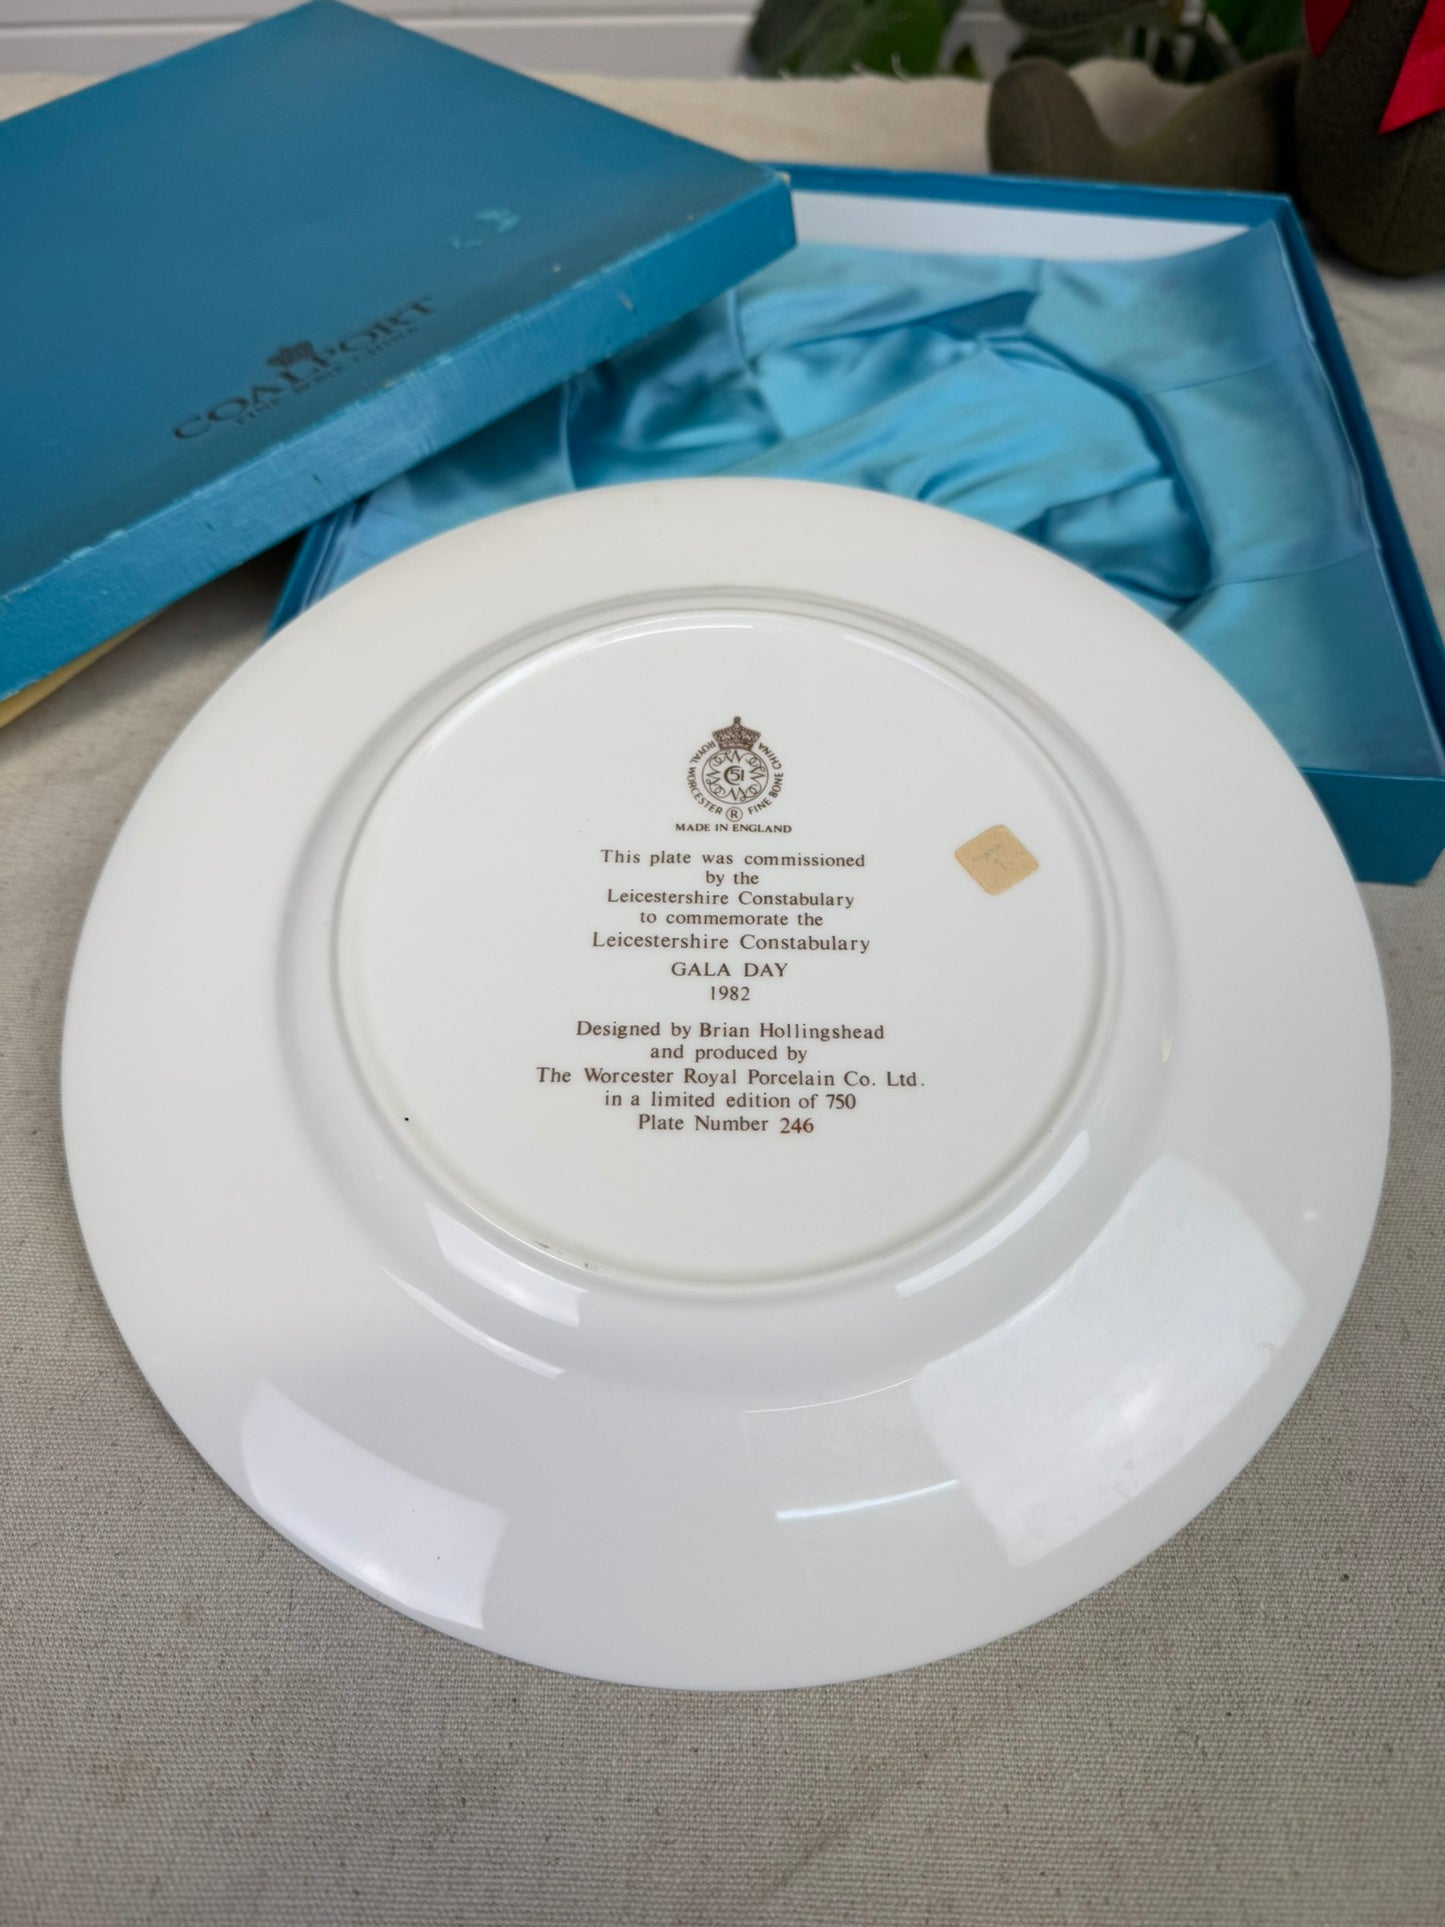 COALPORT
FINE BONE CHINA
ROYAL WORCESTER FINE BONE CHINA
C 51
®
MADE IN ENGLAND
This plate was commissioned
by the
Leicestershire Constabulary
to commemorate the
Leicestershire Constabulary
GALA DAY
1982
Designed by Brian Hollingshead
and produced by
The Worcester Royal Porcelain Co. Ltd.
in a limited edition of 750
Plate Number 246